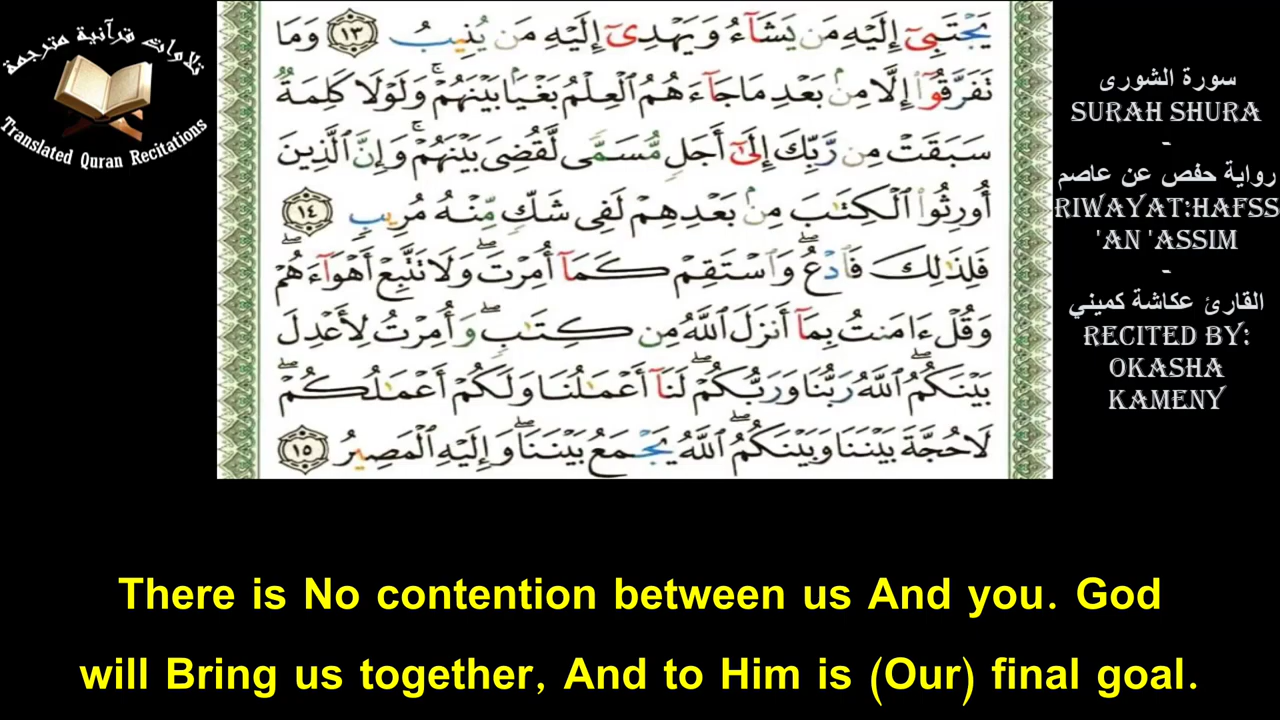 تلاوات قرآنية مترجمة
Translated Quran Recitations
يَجْتَبِىٓ إِلَيْهِ مَن يَشَآءُ وَيَهْدِىٓ إِلَيْهِ مَن يُنِيبُ ١٣ وَمَا
تَفَرَّقُوٓا۟ إِلَّا مِنۢ بَعْدِ مَا جَآءَهُمُ ٱلْعِلْمُ بَغْيًۢا بَيْنَهُمْ ۚ وَلَوْلَا كَلِمَةٌ
سَبَقَتْ مِن رَّبِّكَ إِلَىٰٓ أَجَلٍ مُّسَمًّى لَّقُضِىَ بَيْنَهُمْ ۚ وَإِنَّ ٱلَّذِينَ
أُورِثُوا۟ ٱلْكِتَـٰبَ مِنۢ بَعْدِهِمْ لَفِى شَكٍّ مِّنْهُ مُرِيبٍ ١٤
فَلِذَٰلِكَ فَٱدْعُ ۖ وَٱسْتَقِمْ كَمَآ أُمِرْتَ ۖ وَلَا تَتَّبِعْ أَهْوَآءَهُمْ ۖ
وَقُلْ ءَامَنتُ بِمَآ أَنزَلَ ٱللَّهُ مِن كِتَـٰبٍ ۖ وَأُمِرْتُ لِأَعْدِلَ
بَيْنَكُمُ ۖ ٱللَّهُ رَبُّنَا وَرَبُّكُمْ ۖ لَنَآ أَعْمَـٰلُنَا وَلَكُمْ أَعْمَـٰلُكُمْ ۖ
لَا حُجَّةَ بَيْنَنَا وَبَيْنَكُمُ ۖ ٱللَّهُ يَجْمَعُ بَيْنَنَا ۖ وَإِلَيْهِ ٱلْمَصِيرُ ١٥
سورة الشورى
SURAH SHURA
-
رواية حفص عن عاصم
RIWAYAT:HAFSS
'AN 'ASSIM
-
القارئ عكاشة كميني
RECITED BY:
OKASHA
KAMENY
There is No contention between us And you. God
will Bring us together, And to Him is (Our) final goal.